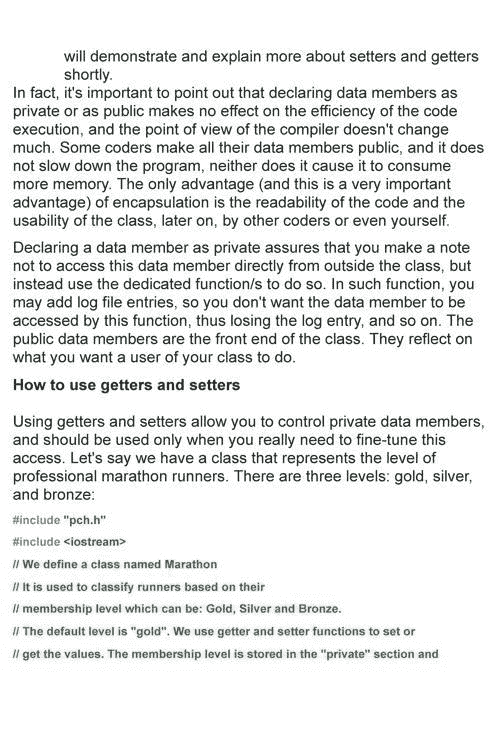 will demonstrate and explain more about setters and getters
shortly.
In fact, it's important to point out that declaring data members as
private or as public makes no effect on the efficiency of the code
execution, and the point of view of the compiler doesn't change
much. Some coders make all their data members public, and it does
not slow down the program, neither does it cause it to consume
more memory. The only advantage (and this is a very important
advantage) of encapsulation is the readability of the code and the
usability of the class, later on, by other coders or even yourself.
Declaring a data member as private assures that you make a note
not to access this data member directly from outside the class, but
instead use the dedicated function/s to do so. In such function, you
may add log file entries, so you don't want the data member to be
accessed by this function, thus losing the log entry, and so on. The
public data members are the front end of the class. They reflect on
what you want a user of your class to do.
How to use getters and setters
Using getters and setters allow you to control private data members,
and should be used only when you really need to fine-tune this
access. Let's say we have a class that represents the level of
professional marathon runners. There are three levels: gold, silver,
and bronze:
#include "pch.h"
#include <iostream>
// We define a class named Marathon
// It is used to classify runners based on their
// membership level which can be: Gold, Silver and Bronze.
// The default level is "gold". We use getter and setter functions to set or
// get the values. The membership level is stored in the "private" section and